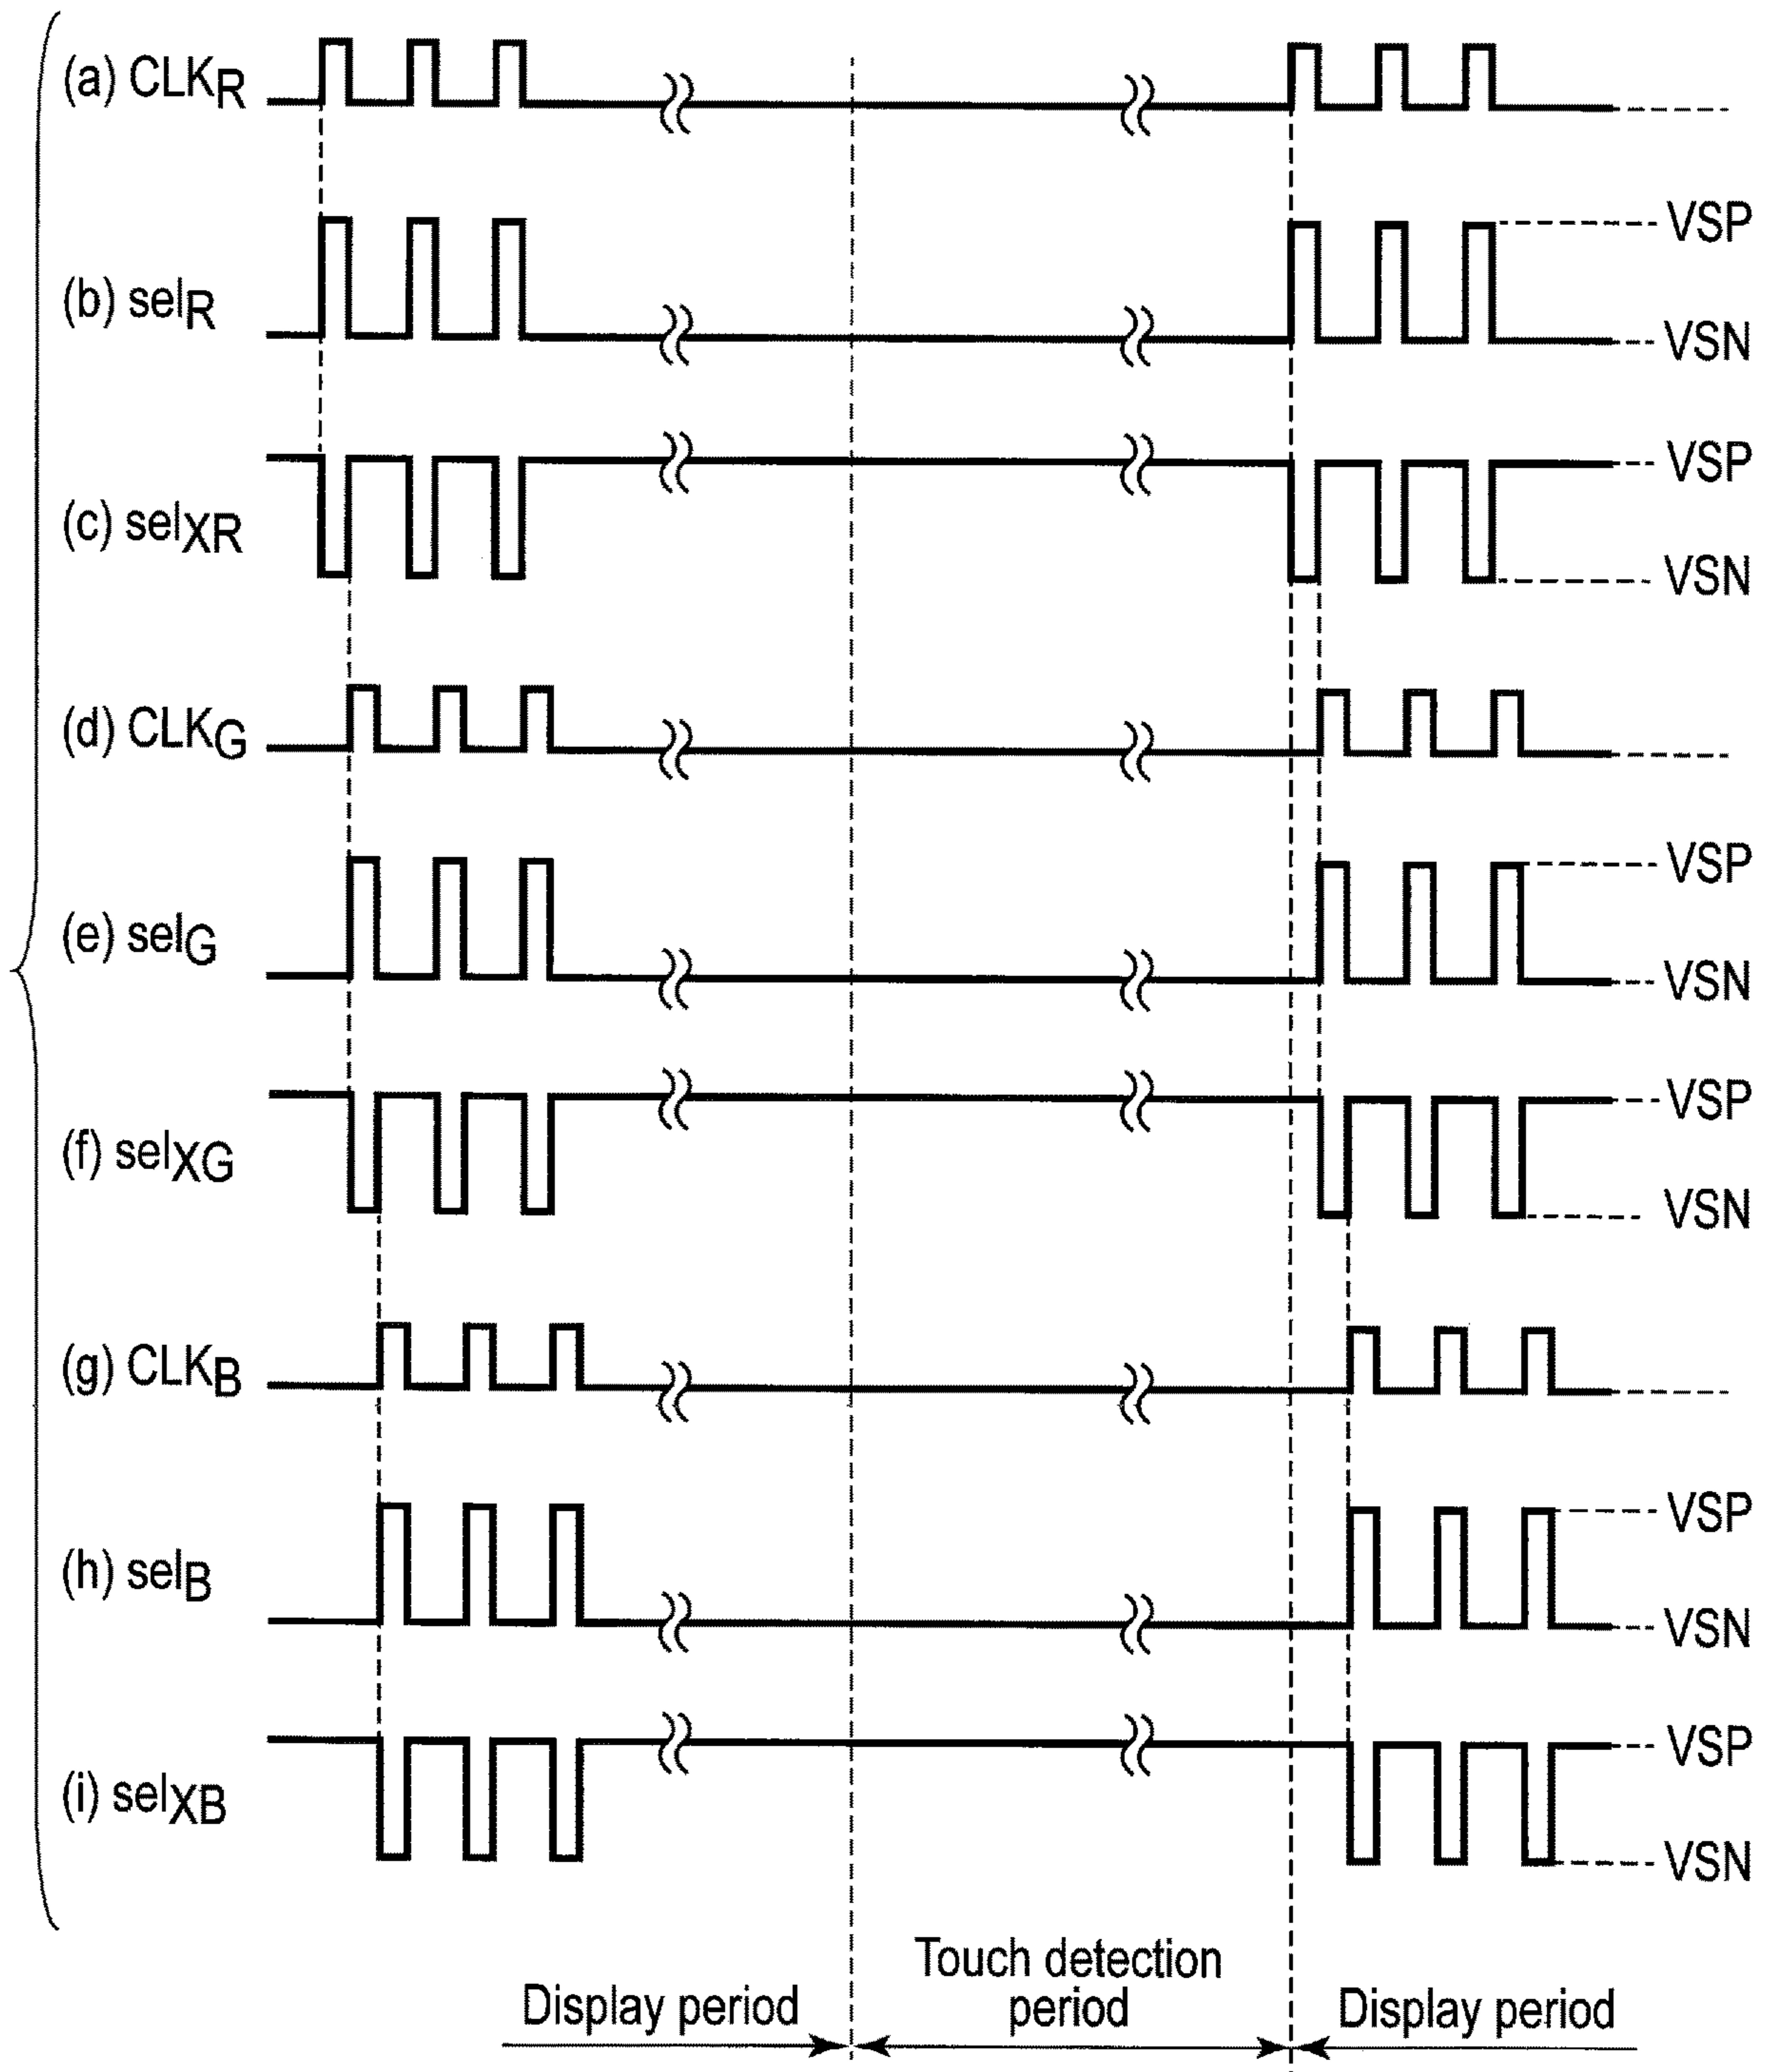 (a) CLKR
(b) selR
VSP
VSN
(c) selXR
VSP
VSN
(d) CLKG
(e) selG
VSP
VSN
(f) selXG
VSP
VSN
(g) CLKB
(h) selB
VSP
VSN
(i) selXB
VSP
VSN
Touch detection
period
Display period
Display period